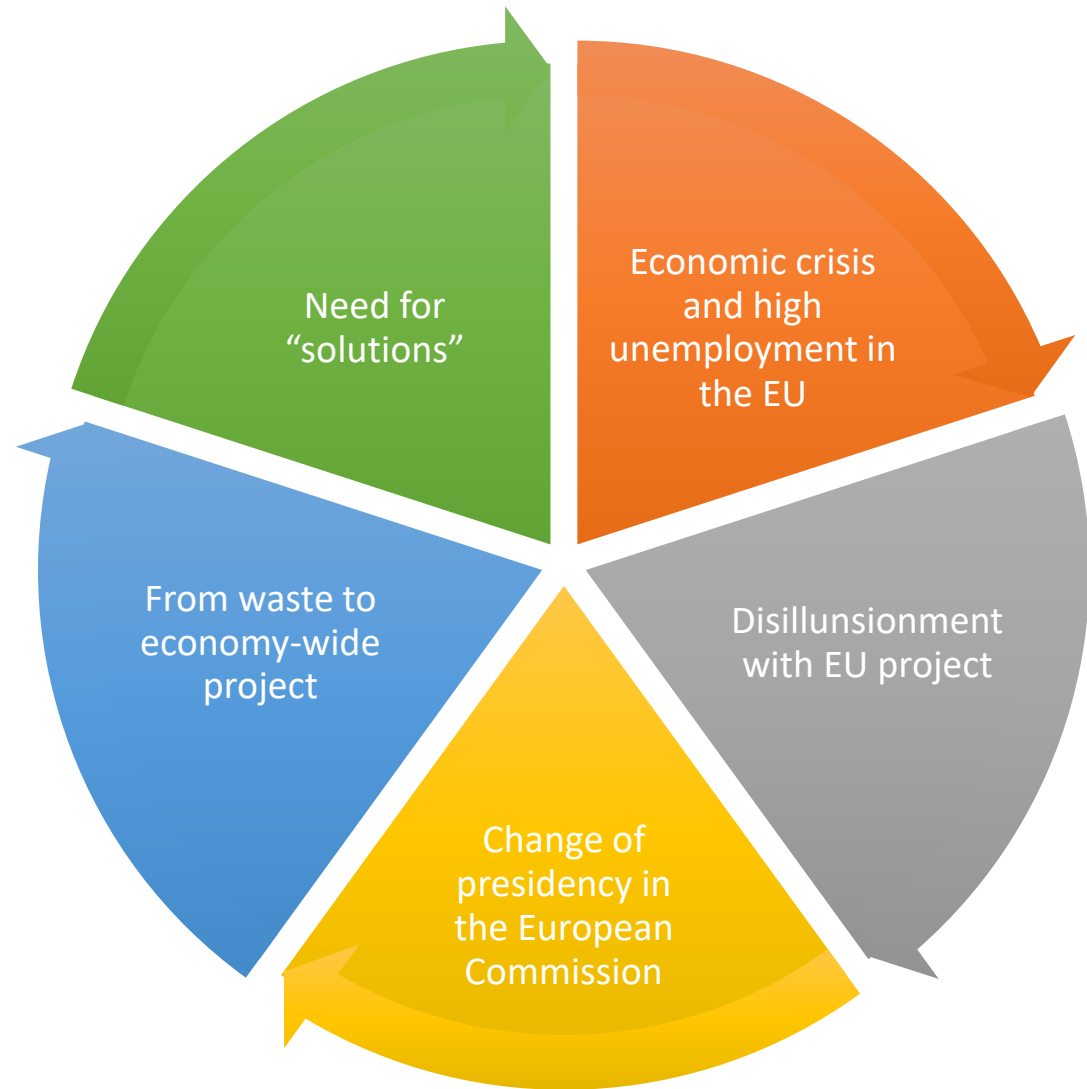 Need for
“solutions”
Economic crisis
and high
unemployment in
the EU
Disillunsionment
with EU project
Change of
presidency in
the European
Commission
From waste to
economy-wide
project